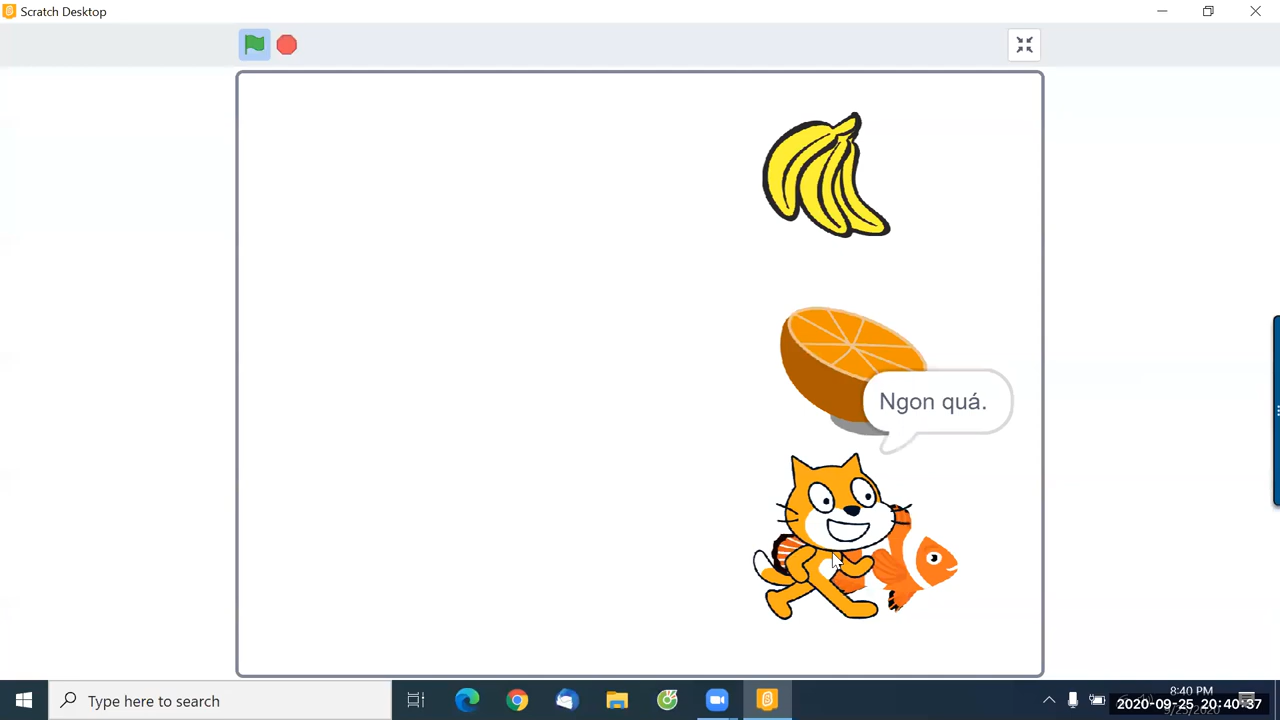 Scratch Desktop
Ngon quá.
Type here to search
8:40 PM
2020-09-25 20:40:37